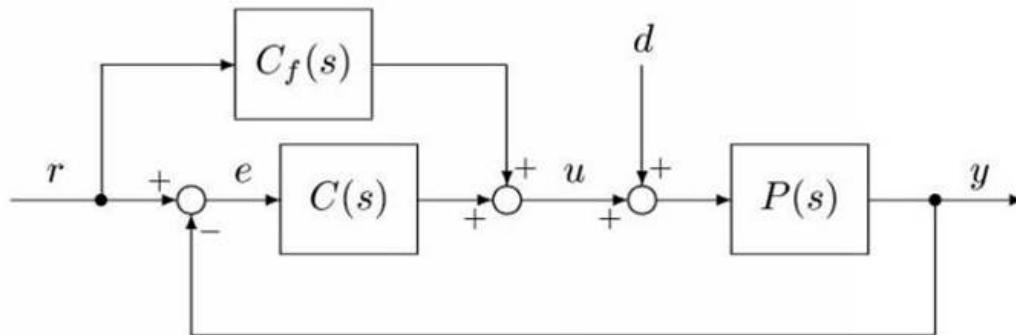 C_f(s)
d
r
+
e
C(s)
+
+
u
+
+
P(s)
y
−